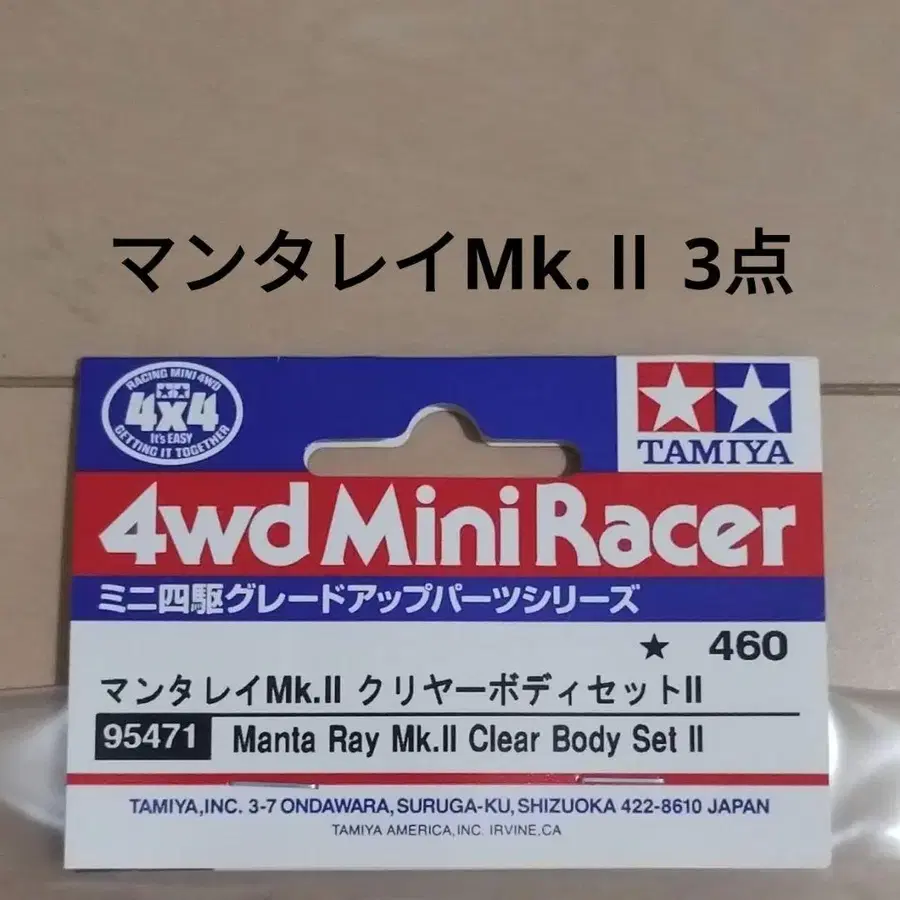 マンタレイMk.Ⅱ 3点
RACING MINI 4WD
4x4
It's EASY
GETTING IT TOGETHER
TAMIYA
4wd Mini Racer
ミニ四駆グレードアップパーツシリーズ
★ 460
マンタレイMk.II クリヤーボディセットII
95471 Manta Ray Mk.II Clear Body Set II
TAMIYA,INC. 3-7 ONDAWARA,SURUGA-KU,SHIZUOKA 422-8610 JAPAN
TAMIYA AMERICA,INC. IRVINE,CA